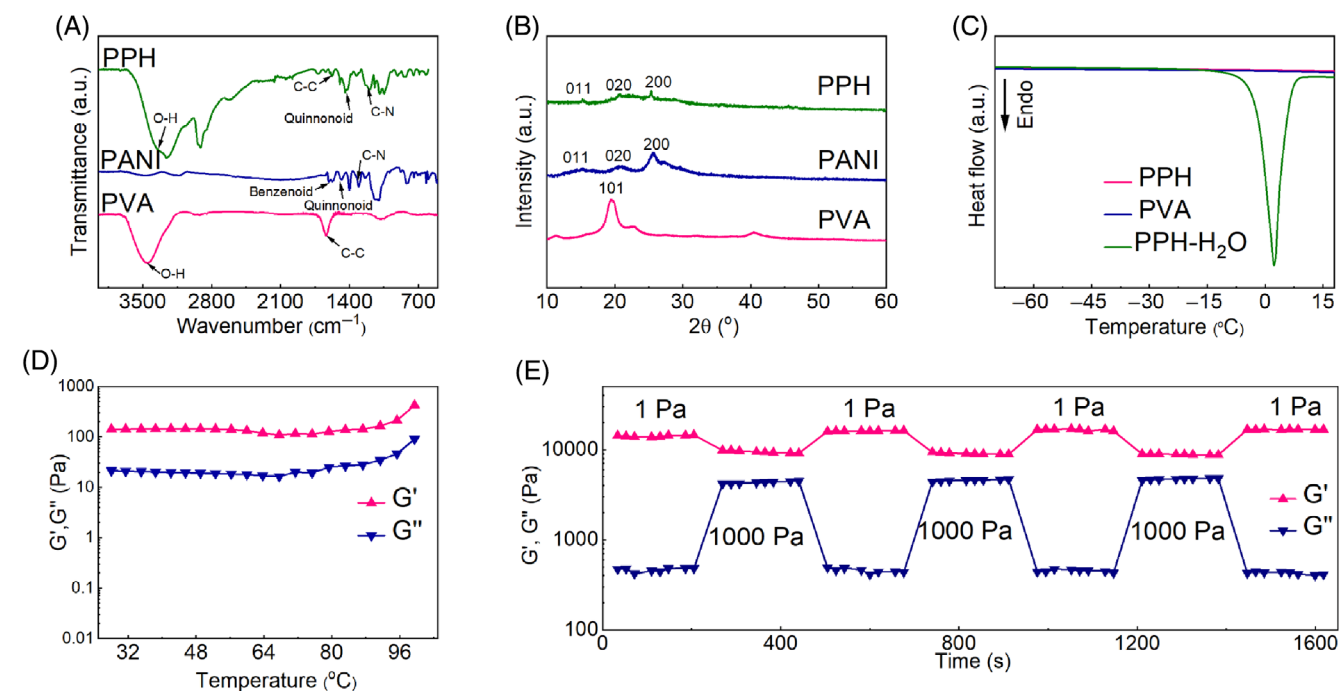 (A)
PPH
C-C
O-H
Quinnonoid
C-N
PANI
C-N
Benzenoid
Quinnonoid
PVA
C-C
O-H
Transmittance (a.u.)
3500 2800 2100 1400 700
Wavenumber (cm⁻¹)
(B)
011 020 200
PPH
200
011 020
PANI
101
PVA
Intensity (a.u.)
10 20 30 40 50 60
2θ (°)
(C)
Endo
PPH
PVA
PPH-H₂O
Heat flow (a.u.)
−60 −45 −30 −15 0 15
Temperature (°C)
(D)
1000
100
10
1
0.1
0.01
G',G'' (Pa)
G'
G''
32 48 64 80 96
Temperature (°C)
(E)
1 Pa 1 Pa 1 Pa 1 Pa
10000
1000
100
G', G'' (Pa)
G'
G''
1000 Pa 1000 Pa 1000 Pa
0 400 800 1200 1600
Time (s)